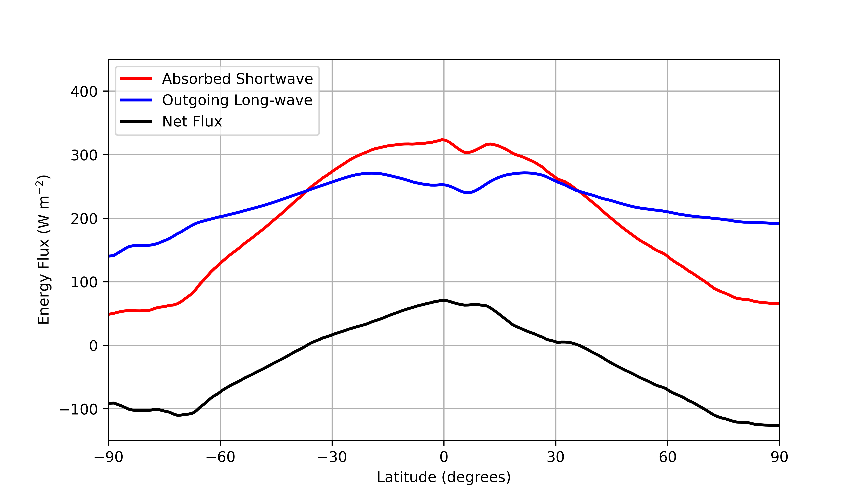 Absorbed Shortwave
Outgoing Long-wave
Net Flux
400
300
200
100
0
−100
Energy Flux (W m⁻²)
−90 −60 −30 0 30 60 90
Latitude (degrees)